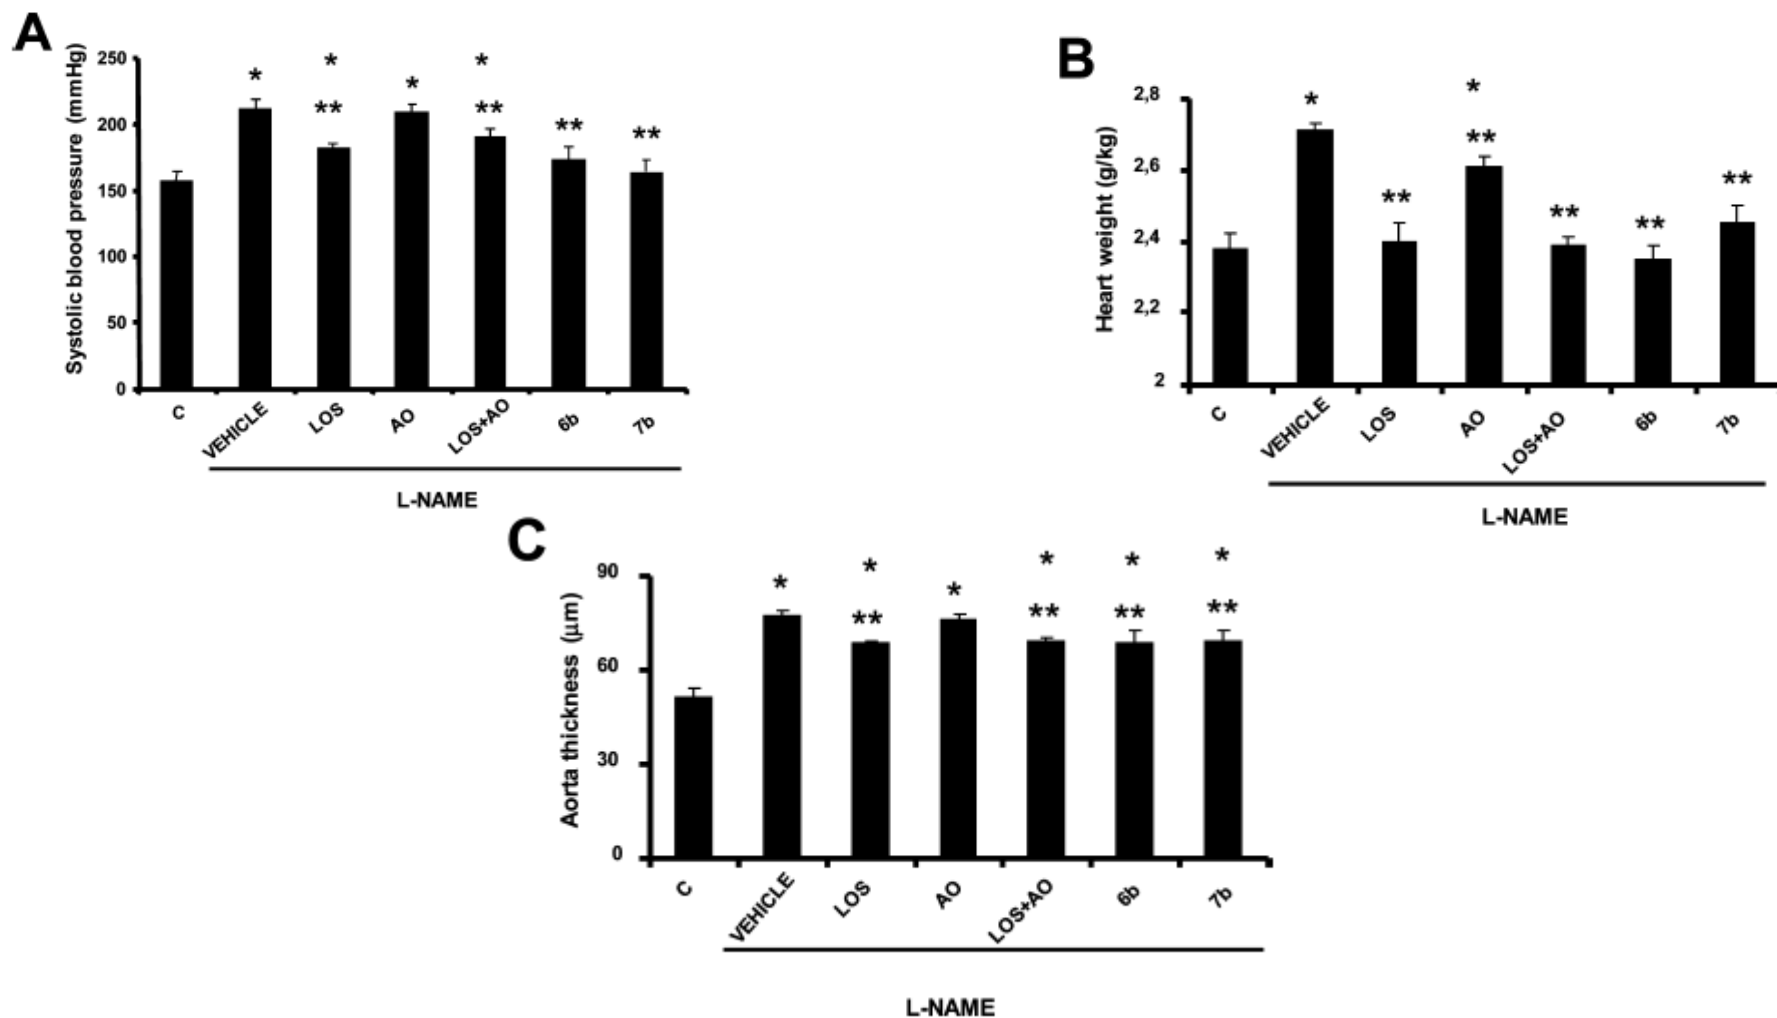 A
Systolic blood pressure (mmHg)
250
200
150
100
50
0
* * * *
** ** ** **
C VEHICLE LOS AO LOS+AO 6b 7b
L-NAME
B
Heart weight (g/kg)
2,8
2,6
2,4
2,2
2
* *
** ** ** ** **
C VEHICLE LOS AO LOS+AO 6b 7b
L-NAME
C
Aorta thickness (μm)
90
60
30
0
* * * * * *
** ** ** **
C VEHICLE LOS AO LOS+AO 6b 7b
L-NAME